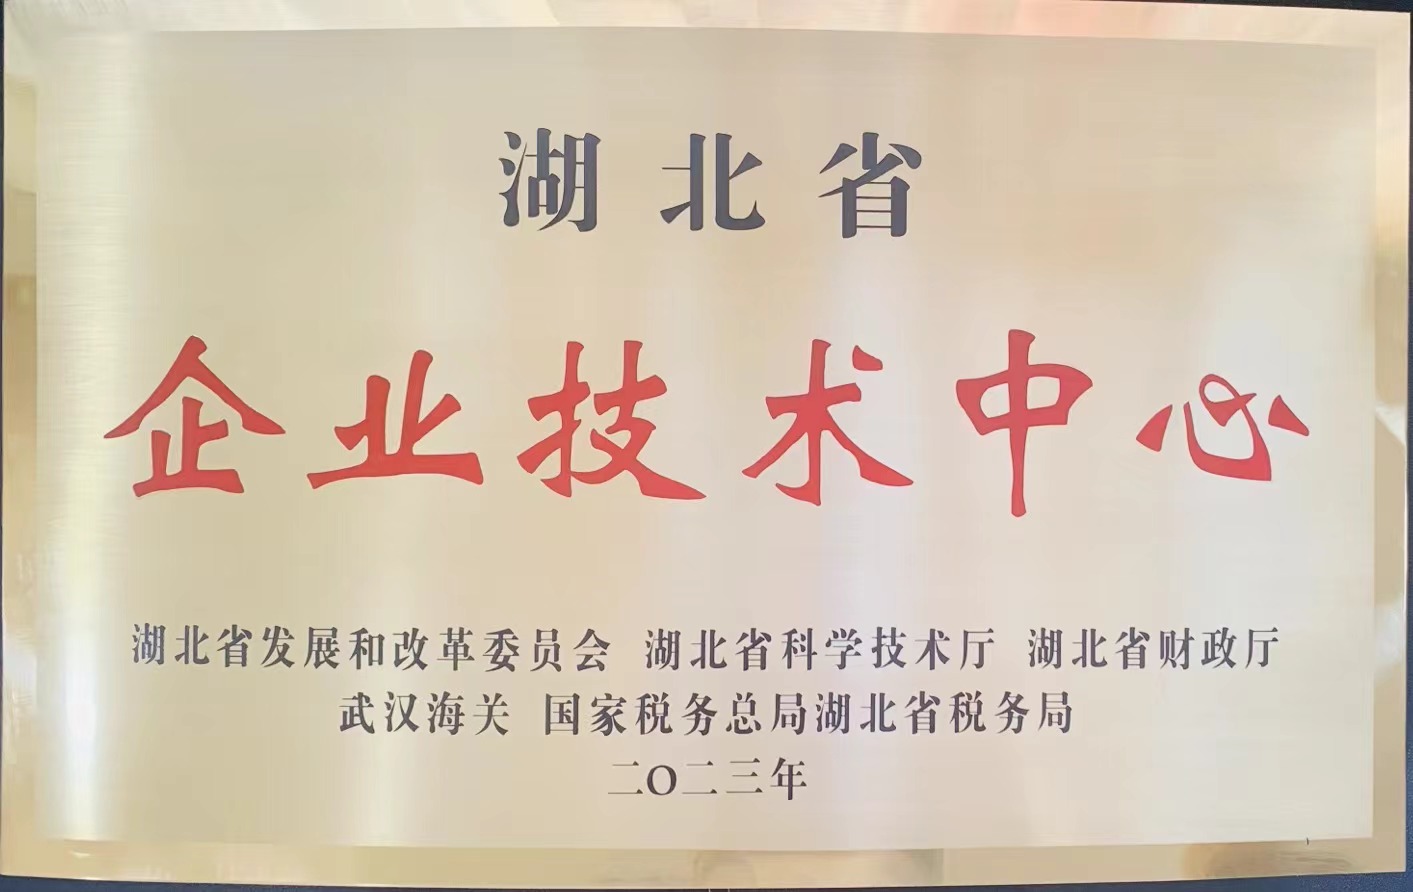 湖北省
企业技术中心
湖北省发展和改革委员会 湖北省科学技术厅 湖北省财政厅
武汉海关 国家税务总局湖北省税务局
二〇二三年